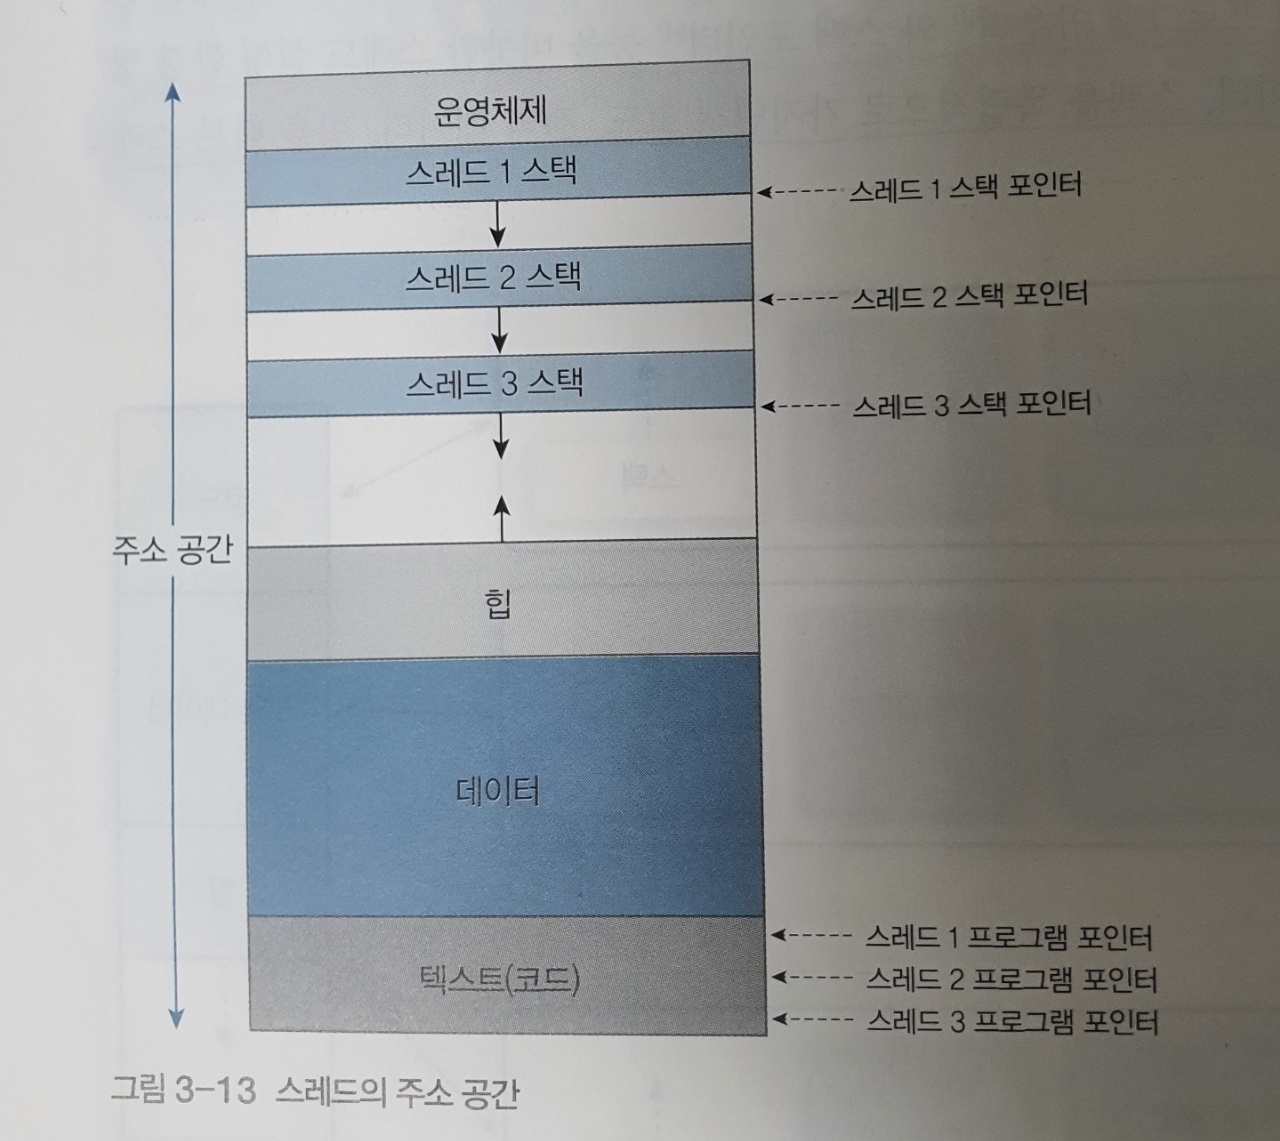 운영체제
스레드 1 스택
스레드 1 스택 포인터
스레드 2 스택
스레드 2 스택 포인터
스레드 3 스택
스레드 3 스택 포인터
주소 공간
힙
데이터
텍스트(코드)
스레드 1 프로그램 포인터
스레드 2 프로그램 포인터
스레드 3 프로그램 포인터
그림 3-13 스레드의 주소 공간